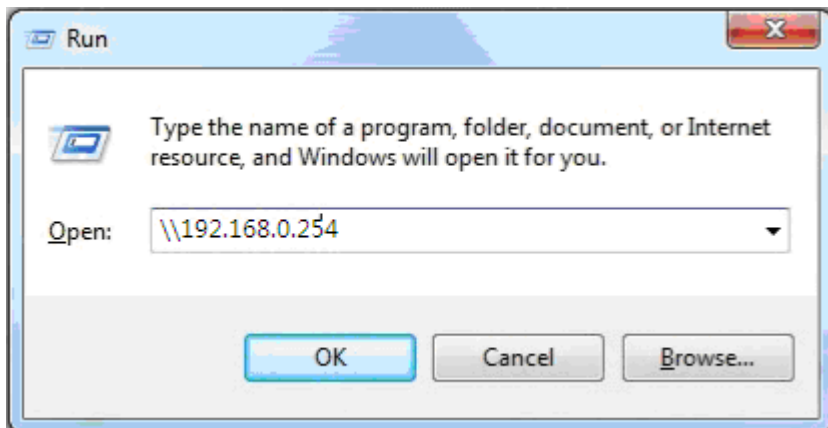 Run
Type the name of a program, folder, document, or Internet
resource, and Windows will open it for you.
Open: \\192.168.0.254
OK Cancel Browse...